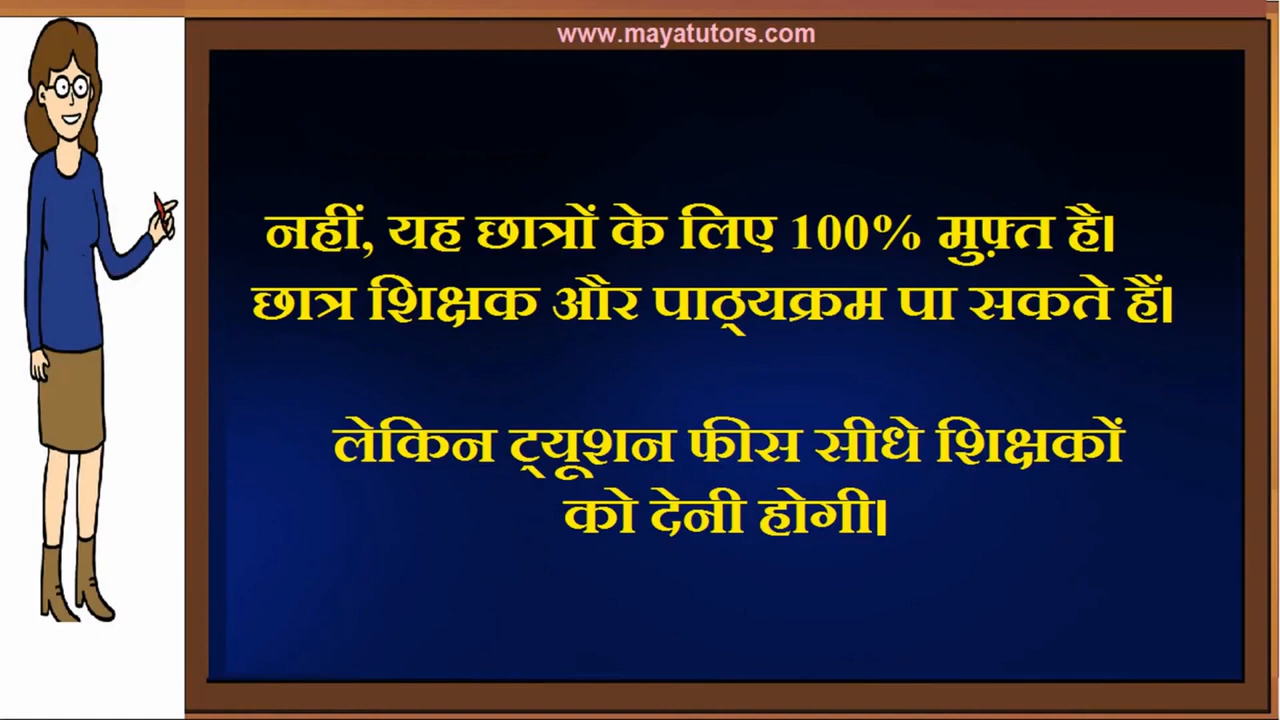 www.mayatutors.com
नहीं, यह छात्रों के लिए 100% मुफ़्त है।
छात्र शिक्षक और पाठ्यक्रम पा सकते हैं।
लेकिन ट्यूशन फीस सीधे शिक्षकों
को देनी होगी।